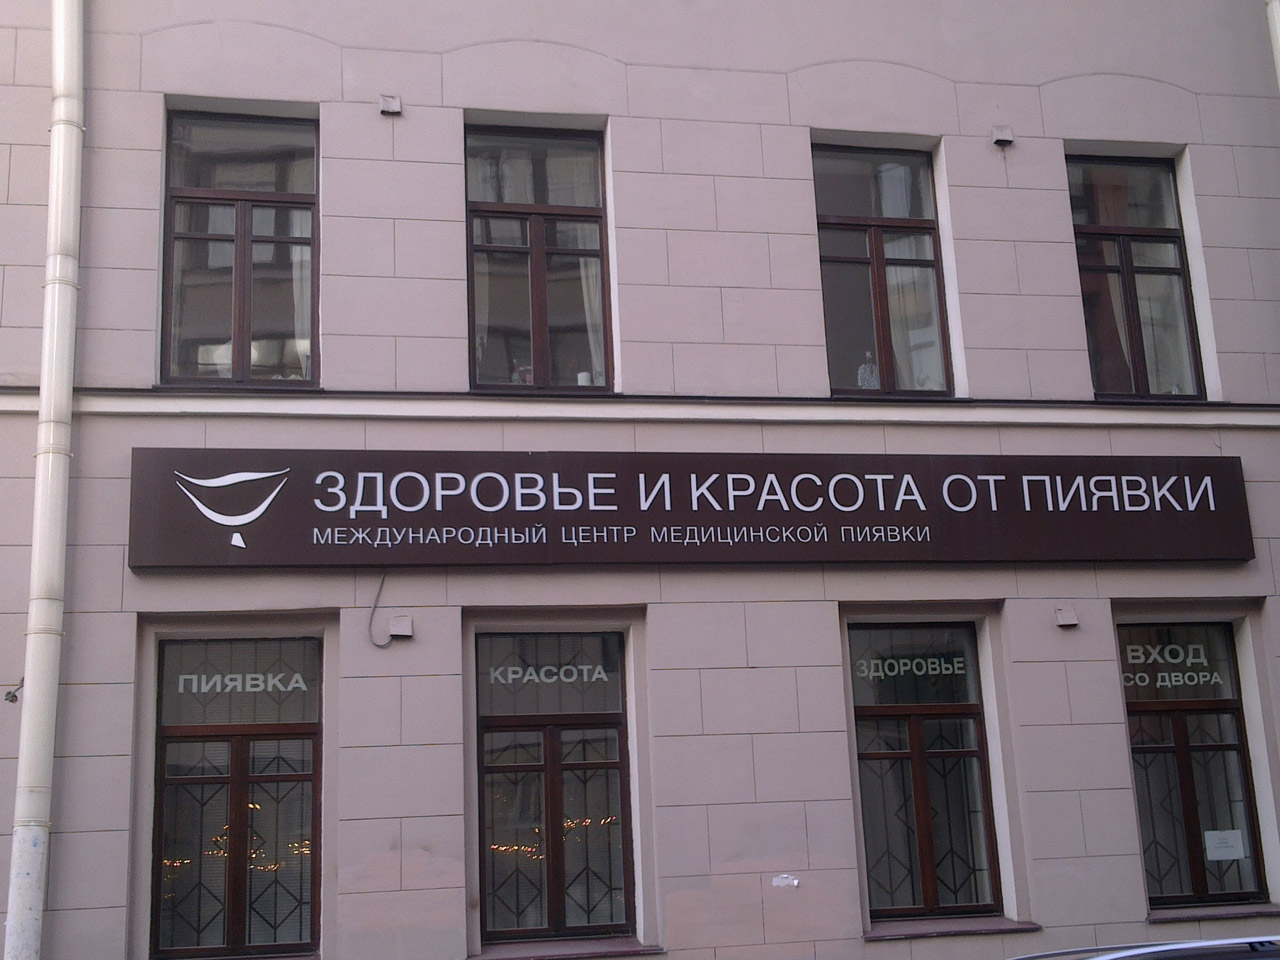 ЗДОРОВЬЕ И КРАСОТА ОТ ПИЯВКИ
МЕЖДУНАРОДНЫЙ ЦЕНТР МЕДИЦИНСКОЙ ПИЯВКИ
ПИЯВКА
КРАСОТА
ЗДОРОВЬЕ
ВХОД
СО ДВОРА